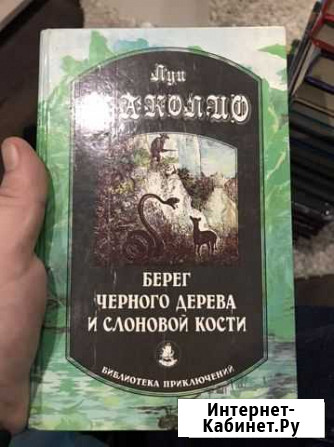 Луи
ЖАКОЛИО
БЕРЕГ
ЧЕРНОГО ДЕРЕВА
И СЛОНОВОЙ КОСТИ
БИБЛИОТЕКА ПРИКЛЮЧЕНИЙ
Интернет-
Кабинет.Ру